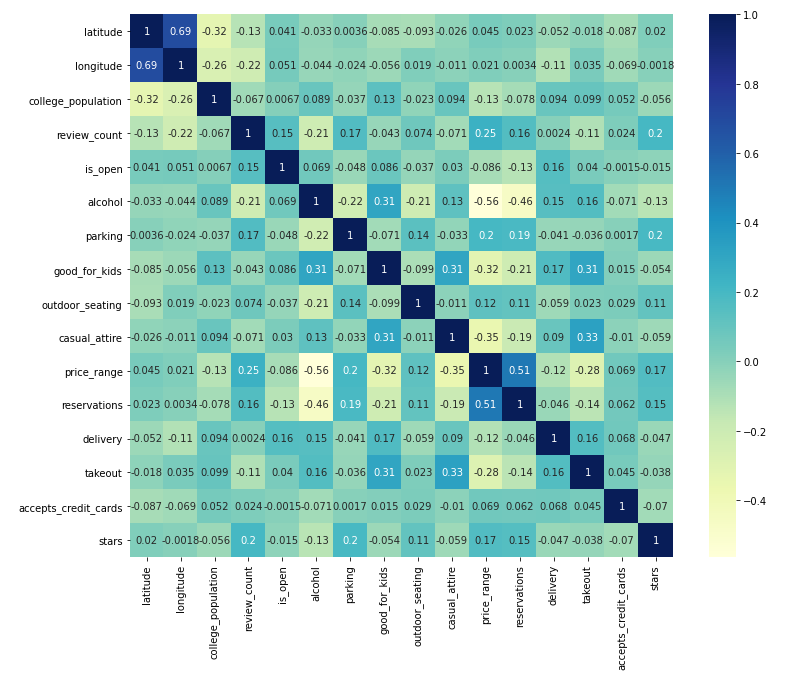 latitude 1 0.69 -0.32 -0.13 0.041 -0.033 0.0036 -0.085 -0.093 -0.026 0.045 0.023 -0.052 -0.018 -0.087 0.02
longitude 0.69 1 -0.26 -0.22 0.051 -0.044 -0.024 -0.056 0.019 -0.011 0.021 0.0034 -0.11 0.035 -0.069 -0.0018
college_population -0.32 -0.26 1 -0.067 0.0067 0.089 -0.037 0.13 -0.023 0.094 -0.13 -0.078 0.094 0.099 0.052 -0.056
review_count -0.13 -0.22 -0.067 1 0.15 -0.21 0.17 -0.043 0.074 -0.071 0.25 0.16 0.0024 -0.11 0.024 0.2
is_open 0.041 0.051 0.0067 0.15 1 0.069 -0.048 0.086 -0.037 0.03 -0.086 -0.13 0.16 0.04 -0.0015 -0.015
alcohol -0.033 -0.044 0.089 -0.21 0.069 1 -0.22 0.31 -0.21 0.13 -0.56 -0.46 0.15 0.16 -0.071 -0.13
parking 0.0036 -0.024 -0.037 0.17 -0.048 -0.22 1 -0.071 0.14 -0.033 0.2 0.19 -0.041 -0.036 0.0017 0.2
good_for_kids -0.085 -0.056 0.13 -0.043 0.086 0.31 -0.071 1 -0.099 0.31 -0.32 -0.21 0.17 0.31 0.015 -0.054
outdoor_seating -0.093 0.019 -0.023 0.074 -0.037 -0.21 0.14 -0.099 1 -0.011 0.12 0.11 -0.059 0.023 0.029 0.11
casual_attire -0.026 -0.011 0.094 -0.071 0.03 0.13 -0.033 0.31 -0.011 1 -0.35 -0.19 0.09 0.33 -0.01 -0.059
price_range 0.045 0.021 -0.13 0.25 -0.086 -0.56 0.2 -0.32 0.12 -0.35 1 0.51 -0.12 -0.28 0.069 0.17
reservations 0.023 0.0034 -0.078 0.16 -0.13 -0.46 0.19 -0.21 0.11 -0.19 0.51 1 -0.046 -0.14 0.062 0.15
delivery -0.052 -0.11 0.094 0.0024 0.16 0.15 -0.041 0.17 -0.059 0.09 -0.12 -0.046 1 0.16 0.068 -0.047
takeout -0.018 0.035 0.099 -0.11 0.04 0.16 -0.036 0.31 0.023 0.33 -0.28 -0.14 0.16 1 0.045 -0.038
accepts_credit_cards -0.087 -0.069 0.052 0.024 -0.0015 -0.071 0.0017 0.015 0.029 -0.01 0.069 0.062 0.068 0.045 1 -0.07
stars 0.02 -0.0018 -0.056 0.2 -0.015 -0.13 0.2 -0.054 0.11 -0.059 0.17 0.15 -0.047 -0.038 -0.07 1
latitude
longitude
college_population
review_count
is_open
alcohol
parking
good_for_kids
outdoor_seating
casual_attire
price_range
reservations
delivery
takeout
accepts_credit_cards
stars
1.0
0.8
0.6
0.4
0.2
0.0
−0.2
−0.4